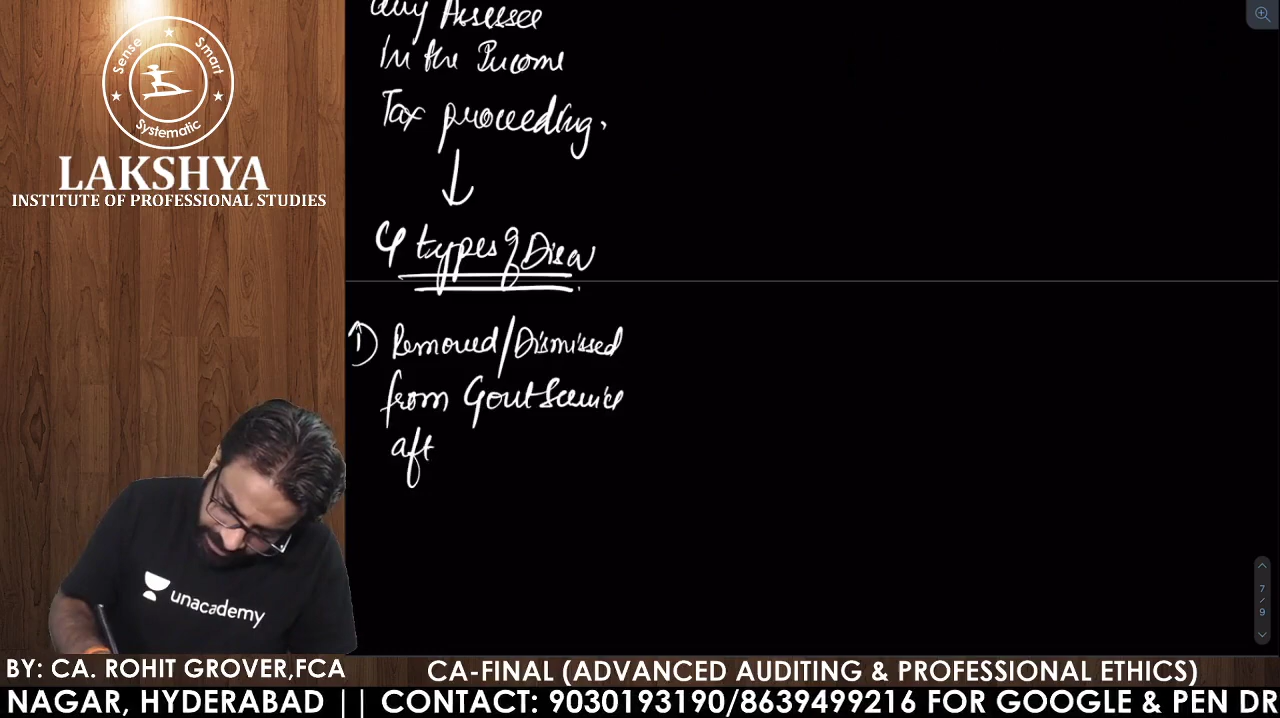 any Assessee
In the Income
Tax proceeding.
4 types of Disq
1) Removed/Dismissed
from Govt Service
aft
Sense
Smart
Systematic
LAKSHYA
INSTITUTE OF PROFESSIONAL STUDIES
unacademy
7
/
9
BY: CA. ROHIT GROVER,FCA
CA-FINAL (ADVANCED AUDITING & PROFESSIONAL ETHICS)
NAGAR, HYDERABAD || CONTACT: 9030193190/8639499216 FOR GOOGLE & PEN DR